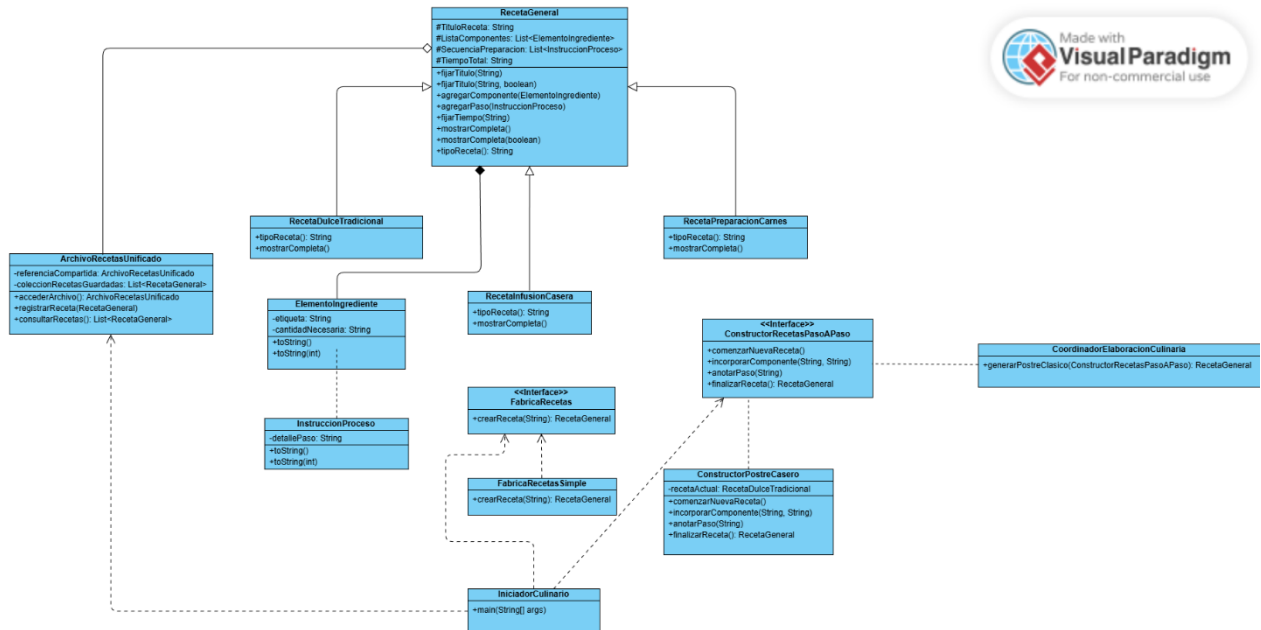 RecetaGeneral
#TituloReceta: String
#ListaComponentes: List<ElementoIngrediente>
#SecuenciaPreparacion: List<InstruccionProceso>
#TiempoTotal: String
+fijarTitulo(String)
+fijarTitulo(String, boolean)
+agregarComponente(ElementoIngrediente)
+agregarPaso(InstruccionProceso)
+fijarTiempo(String)
+mostrarCompleta()
+mostrarCompleta(boolean)
+tipoReceta(): String
Made with
Visual Paradigm
For non-commercial use
RecetaDulceTradicional
+tipoReceta(): String
+mostrarCompleta()
RecetaPreparacionCarnes
+tipoReceta(): String
+mostrarCompleta()
ArchivoRecetasUnificado
-referenciaCompartida: ArchivoRecetasUnificado
-coleccionRecetasGuardadas: List<RecetaGeneral>
+accederArchivo(): ArchivoRecetasUnificado
+registrarReceta(RecetaGeneral)
+consultarRecetas(): List<RecetaGeneral>
ElementoIngrediente
-etiqueta: String
-cantidadNecesaria: String
+toString()
+toString(int)
RecetaInfusionCasera
+tipoReceta(): String
+mostrarCompleta()
<<Interface>>
ConstructorRecetasPasoAPaso
+comenzarNuevaReceta()
+incorporarComponente(String, String)
+anotarPaso(String)
+finalizarReceta(): RecetaGeneral
CoordinadorElaboracionCulinaria
+generarPostreClasico(ConstructorRecetasPasoAPaso): RecetaGeneral
<<Interface>>
FabricaRecetas
+crearReceta(String): RecetaGeneral
InstruccionProceso
-detallePaso: String
+toString()
+toString(int)
FabricaRecetasSimple
+crearReceta(String): RecetaGeneral
ConstructorPostreCasero
-recetaActual: RecetaDulceTradicional
+comenzarNuevaReceta()
+incorporarComponente(String, String)
+anotarPaso(String)
+finalizarReceta(): RecetaGeneral
IniciadorCulinario
+main(String[] args)